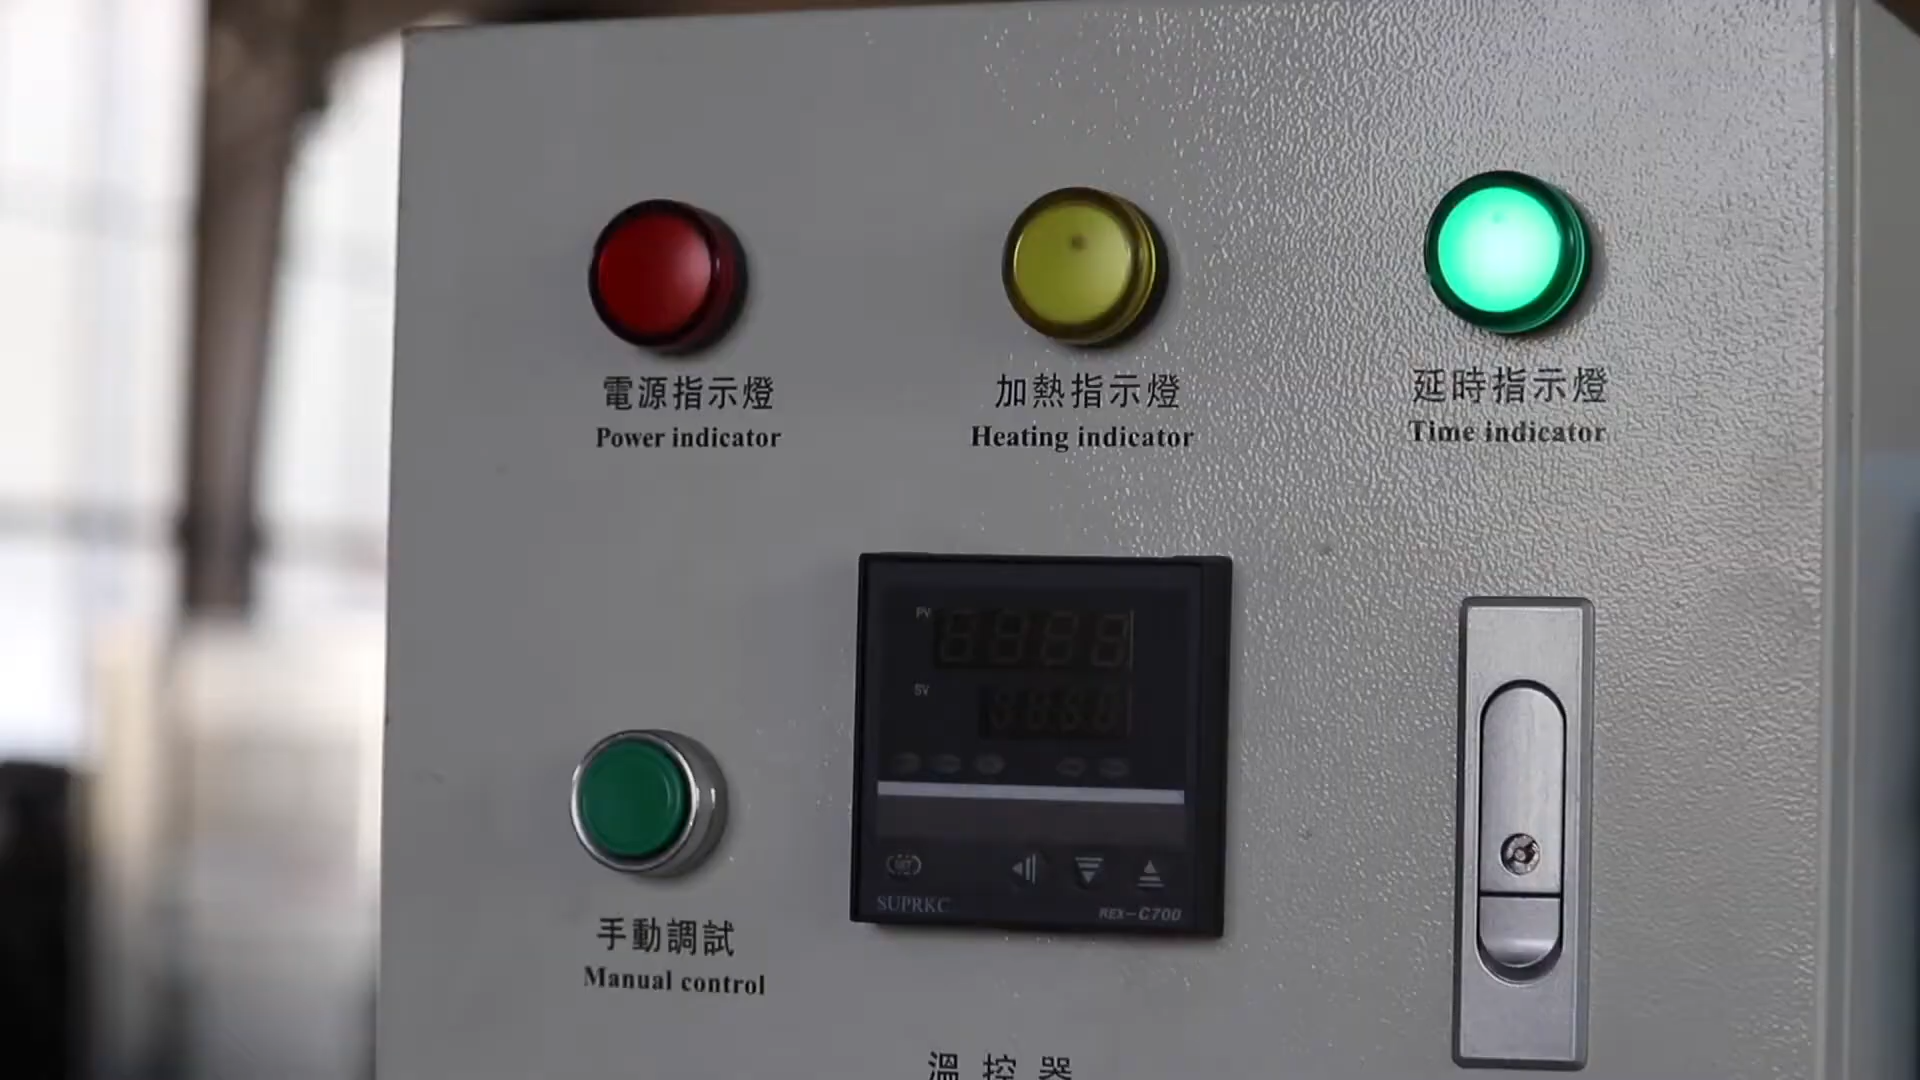 電源指示燈
Power indicator
加熱指示燈
Heating indicator
延時指示燈
Time indicator
PV
SV
SET
SUPRKC
REX-C700
手動調試
Manual control
溫控器